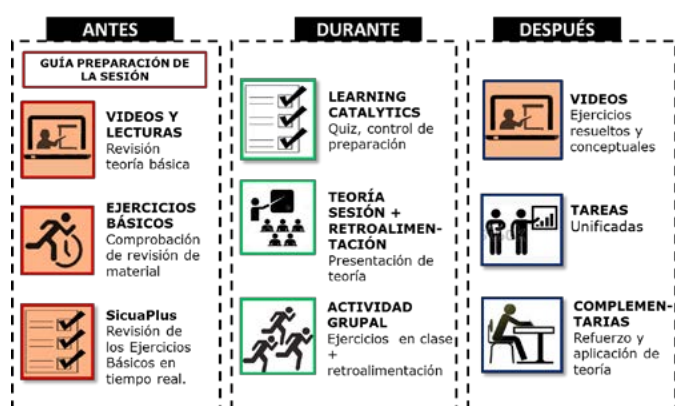 ANTES
GUÍA PREPARACIÓN DE
LA SESIÓN
VIDEOS Y
LECTURAS
Revisión
teoría básica
EJERCICIOS
BÁSICOS
Comprobación
de revisión de
material
SicuaPlus
Revisión de
los Ejercicios
Básicos en
tiempo real.
DURANTE
LEARNING
CATALYTICS
Quiz, control de
preparación
TEORÍA
SESIÓN +
RETROALIMEN-
TACIÓN
Presentación de
teoría
ACTIVIDAD
GRUPAL
Ejercicios en clase
+
retroalimentación
DESPUÉS
VIDEOS
Ejercicios
resueltos y
conceptuales
TAREAS
Unificadas
COMPLEMEN-
TARIAS
Refuerzo y
aplicación de
teoría